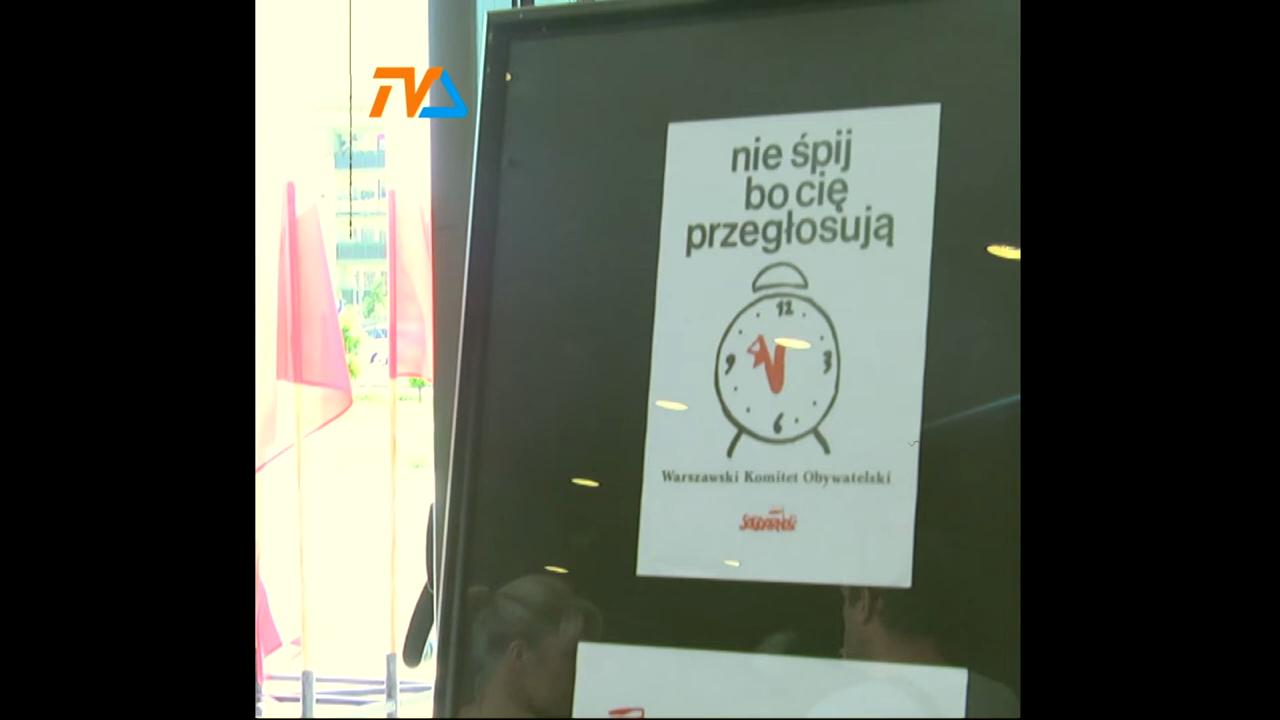 TV
nie śpij
bo cię
przegłosują
12
9
3
6
Warszawski Komitet Obywatelski
Solidarność